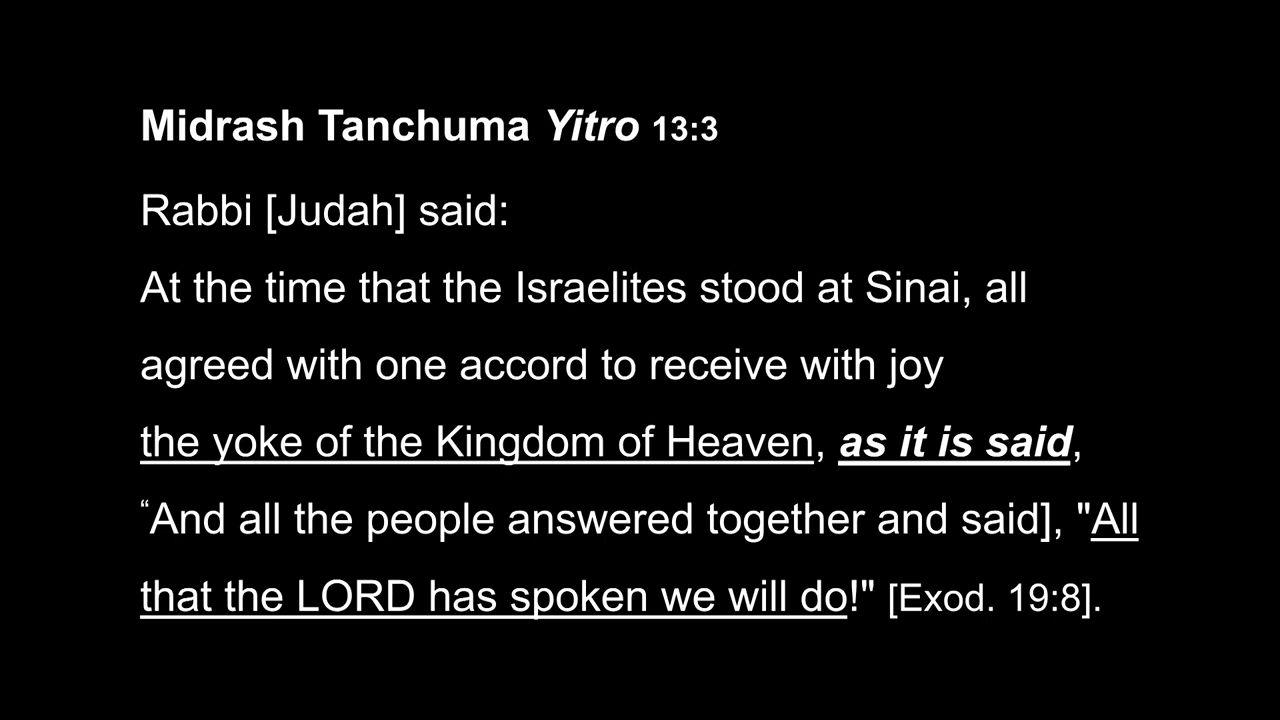 Midrash Tanchuma Yitro 13:3
Rabbi [Judah] said:
At the time that the Israelites stood at Sinai, all
agreed with one accord to receive with joy
the yoke of the Kingdom of Heaven, as it is said,
“And all the people answered together and said], "All
that the LORD has spoken we will do!" [Exod. 19:8].